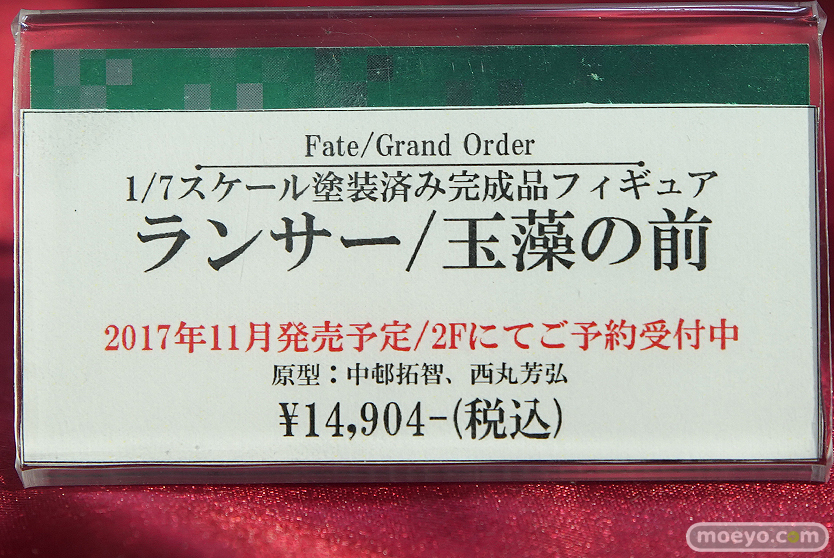 Fate/Grand Order
1/7スケール塗装済み完成品フィギュア
ランサー/玉藻の前
2017年11月発売予定/2Fにてご予約受付中
原型：中邨拓智、西丸芳弘
¥14,904-(税込)
moeyo.com